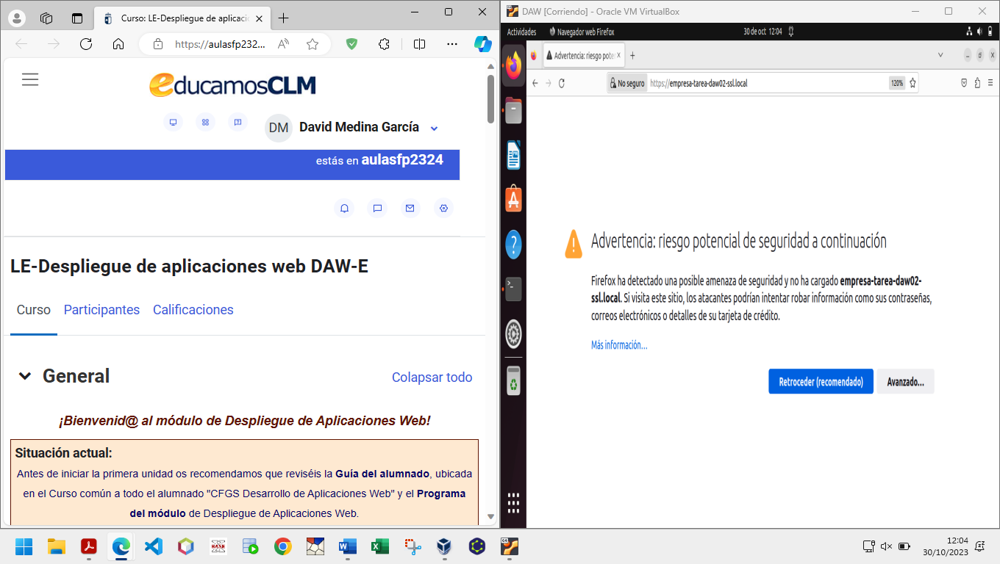 Curso: LE-Despliegue de aplicacio
https://aulasfp232...
educamosCLM
DM
David Medina García
estás en aulasfp2324
LE-Despliegue de aplicaciones web DAW-E
Curso
Participantes
Calificaciones
General
Colapsar todo
¡Bienvenid@ al módulo de Despliegue de Aplicaciones Web!
Situación actual:
Antes de iniciar la primera unidad os recomendamos que reviséis la Guía del alumnado, ubicada
en el Curso común a todo el alumnado "CFGS Desarrollo de Aplicaciones Web" y el Programa
del módulo de Despliegue de Aplicaciones Web.
DAW [Corriendo] - Oracle VM VirtualBox
Actividades
Navegador web Firefox
30 de oct 12:04
Advertencia: riesgo pote
No seguro
https://empresa-tarea-daw02-ssl.local
120%
Advertencia: riesgo potencial de seguridad a continuación
Firefox ha detectado una posible amenaza de seguridad y no ha cargado empresa-tarea-daw02-
ssl.local. Si visita este sitio, los atacantes podrían intentar robar información como sus contraseñas,
correos electrónicos o detalles de su tarjeta de crédito.
Más información...
Retroceder (recomendado)
Avanzado...
12:04
30/10/2023